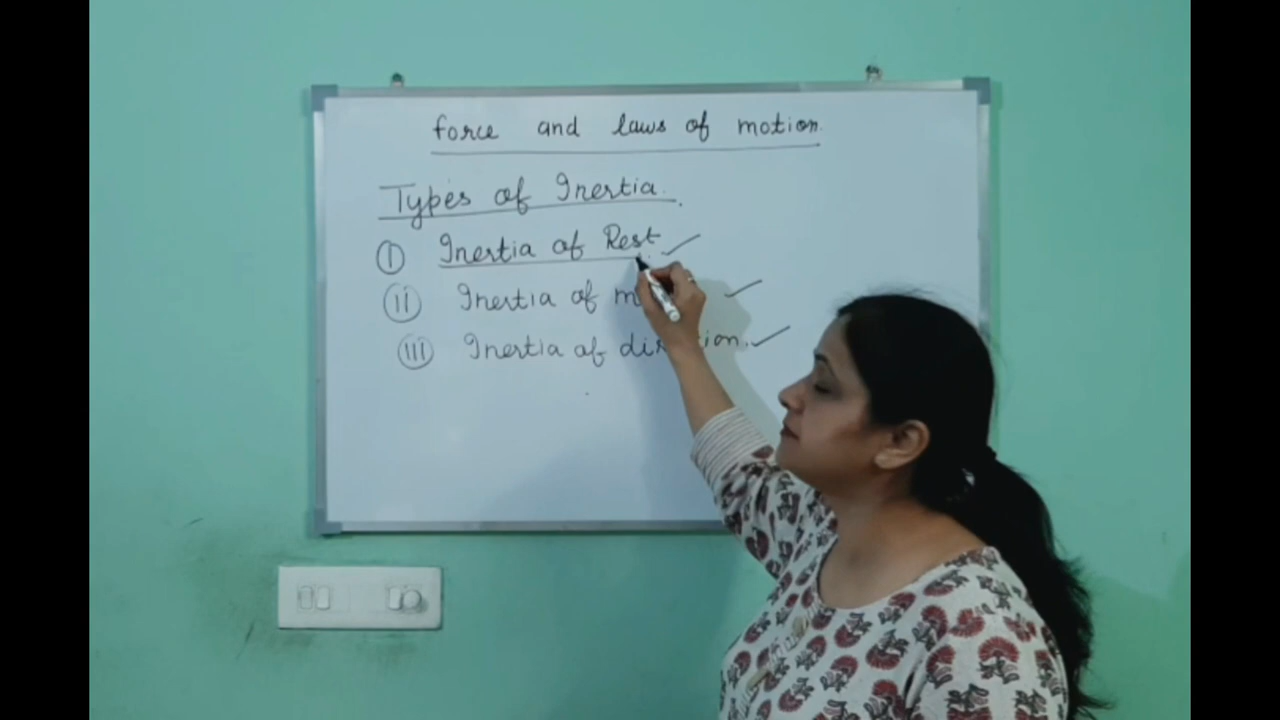 force and laws of motion.
Types of Inertia.
(i) Inertia of Rest
(ii) Inertia of
(iii) Inertia of